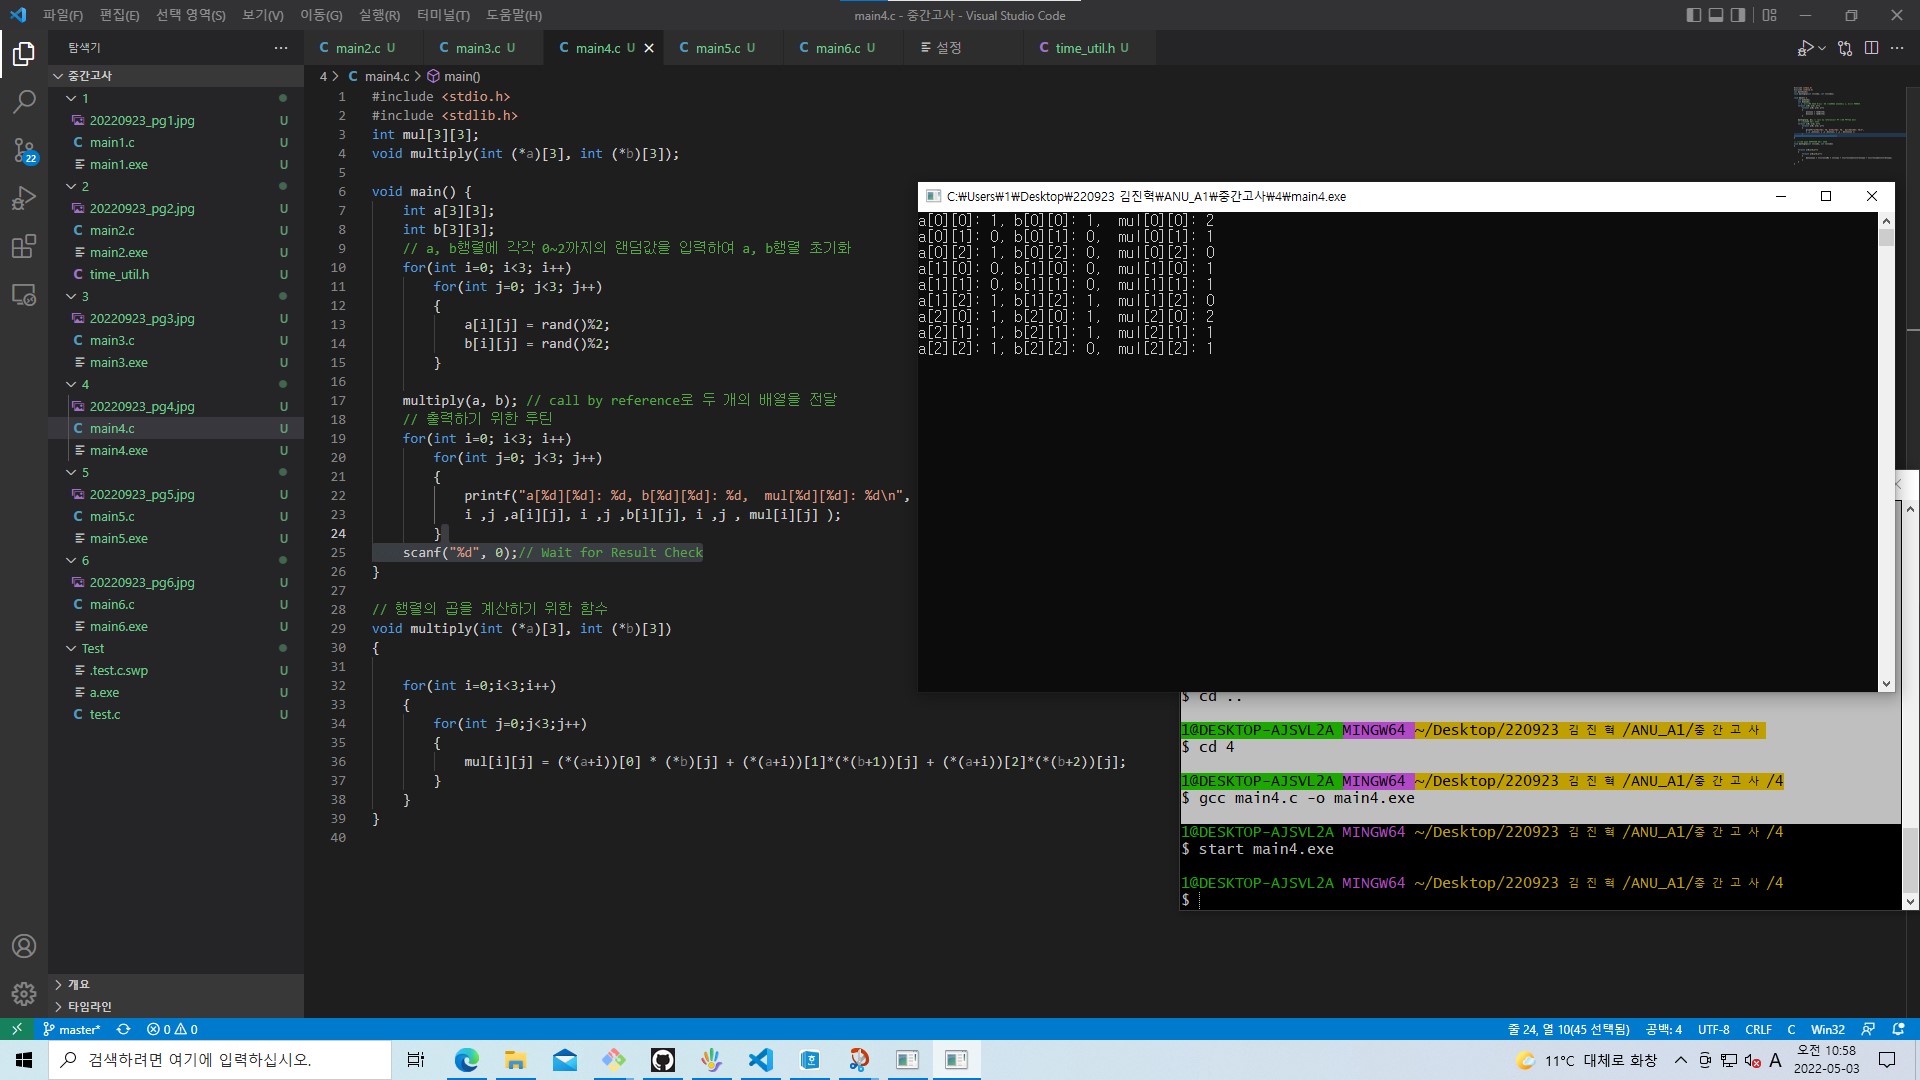 파일(F) 편집(E) 선택 영역(S) 보기(V) 이동(G) 실행(R) 터미널(T) 도움말(H)
main4.c - 중간고사 - Visual Studio Code
탐색기
main2.c U
main3.c U
main4.c U
main5.c U
main6.c U
설정
time_util.h U
중간고사
1
20220923_pg1.jpg U
main1.c U
main1.exe U
2
20220923_pg2.jpg U
main2.c U
main2.exe U
time_util.h U
3
20220923_pg3.jpg U
main3.c U
main3.exe U
4
20220923_pg4.jpg U
main4.c U
main4.exe U
5
20220923_pg5.jpg U
main5.c U
main5.exe U
6
20220923_pg6.jpg U
main6.c U
main6.exe U
Test
.test.c.swp U
a.exe U
test.c U
개요
타임라인
22
4 > C main4.c > main()
1 #include <stdio.h>
2 #include <stdlib.h>
3 int mul[3][3];
4 void multiply(int (*a)[3], int (*b)[3]);
5
6 void main() {
7 int a[3][3];
8 int b[3][3];
9 // a, b행렬에 각각 0~2까지의 랜덤값을 입력하여 a, b행렬 초기화
10 for(int i=0; i<3; i++)
11 for(int j=0; j<3; j++)
12 {
13 a[i][j] = rand()%2;
14 b[i][j] = rand()%2;
15 }
16
17 multiply(a, b); // call by reference로 두 개의 배열을 전달
18 // 출력하기 위한 루틴
19 for(int i=0; i<3; i++)
20 for(int j=0; j<3; j++)
21 {
22 printf("a[%d][%d]: %d, b[%d][%d]: %d,  mul[%d][%d]: %d\n",
23 i ,j ,a[i][j], i ,j ,b[i][j], i ,j , mul[i][j] );
24 }
25 scanf("%d", 0);// Wait for Result Check
26 }
27
28 // 행렬의 곱을 계산하기 위한 함수
29 void multiply(int (*a)[3], int (*b)[3])
30 {
31
32 for(int i=0;i<3;i++)
33 {
34 for(int j=0;j<3;j++)
35 {
36 mul[i][j] = (*(a+i))[0] * (*b)[j] + (*(a+i))[1]*(*(b+1))[j] + (*(a+i))[2]*(*(b+2))[j];
37 }
38 }
39 }
40
C:₩Users₩1₩Desktop₩220923 김진혁₩ANU_A1₩중간고사₩4₩main4.exe
a[0][0]: 1, b[0][0]: 1,  mul[0][0]: 2
a[0][1]: 0, b[0][1]: 0,  mul[0][1]: 1
a[0][2]: 1, b[0][2]: 0,  mul[0][2]: 0
a[1][0]: 0, b[1][0]: 0,  mul[1][0]: 1
a[1][1]: 0, b[1][1]: 0,  mul[1][1]: 1
a[1][2]: 1, b[1][2]: 1,  mul[1][2]: 0
a[2][0]: 1, b[2][0]: 1,  mul[2][0]: 2
a[2][1]: 1, b[2][1]: 1,  mul[2][1]: 1
a[2][2]: 1, b[2][2]: 0,  mul[2][2]: 1
$ cd ..
1@DESKTOP-AJSVL2A MINGW64 ~/Desktop/220923 김진혁/ANU_A1/중간고사
$ cd 4
1@DESKTOP-AJSVL2A MINGW64 ~/Desktop/220923 김진혁/ANU_A1/중간고사/4
$ gcc main4.c -o main4.exe
1@DESKTOP-AJSVL2A MINGW64 ~/Desktop/220923 김진혁/ANU_A1/중간고사/4
$ start main4.exe
1@DESKTOP-AJSVL2A MINGW64 ~/Desktop/220923 김진혁/ANU_A1/중간고사/4
$
master* 0 0
줄 24, 열 10(45 선택됨) 공백: 4 UTF-8 CRLF C Win32
검색하려면 여기에 입력하십시오.
11°C 대체로 화창 A
오전 10:58
2022-05-03